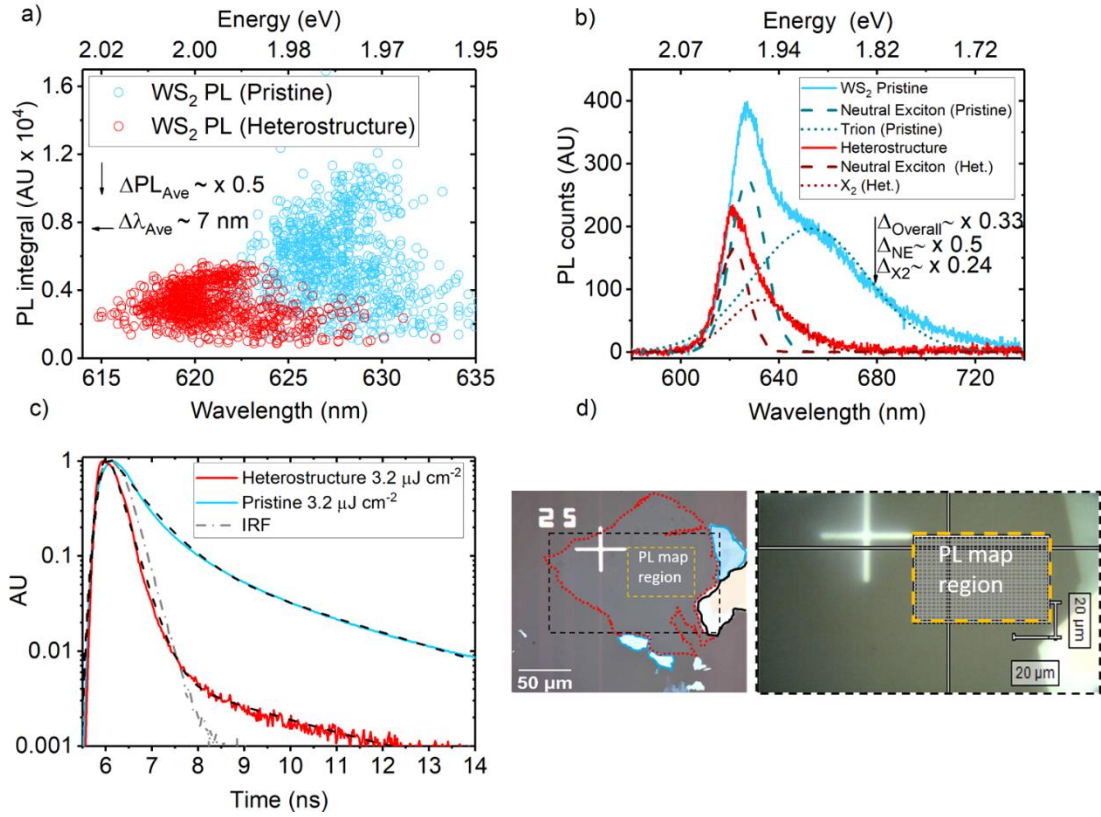 a)
Energy (eV)
2.02 2.00 1.98 1.97 1.95
1.6
1.2
0.8
0.4
0.0
PL integral (AU x 10⁴)
WS₂ PL (Pristine)
WS₂ PL (Heterostructure)
ΔPL_Ave ~ x 0.5
Δλ_Ave ~ 7 nm
615 620 625 630 635
Wavelength (nm)
b)
Energy (eV)
2.07 1.94 1.82 1.72
400
300
200
100
0
PL counts (AU)
WS₂ Pristine
Neutral Exciton (Pristine)
Trion (Pristine)
Heterostructure
Neutral Exciton (Het.)
X₂ (Het.)
Δ_Overall ~ x 0.33
Δ_NE ~ x 0.5
Δ_X2 ~ x 0.24
600 640 680 720
Wavelength (nm)
c)
1
0.1
0.01
0.001
AU
Heterostructure 3.2 μJ cm⁻²
Pristine 3.2 μJ cm⁻²
IRF
6 7 8 9 10 11 12 13 14
Time (ns)
d)
25
PL map
region
50 μm
PL map
region
20 μm
20 μm